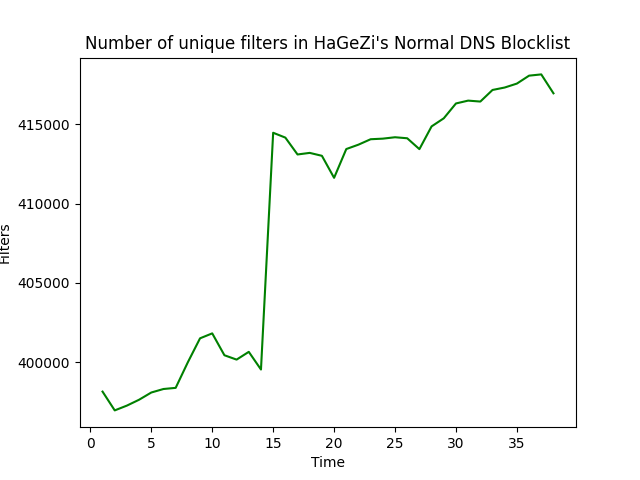 Number of unique filters in HaGeZi's Normal DNS Blocklist
415000
410000
405000
400000
Filters
0 5 10 15 20 25 30 35
Time